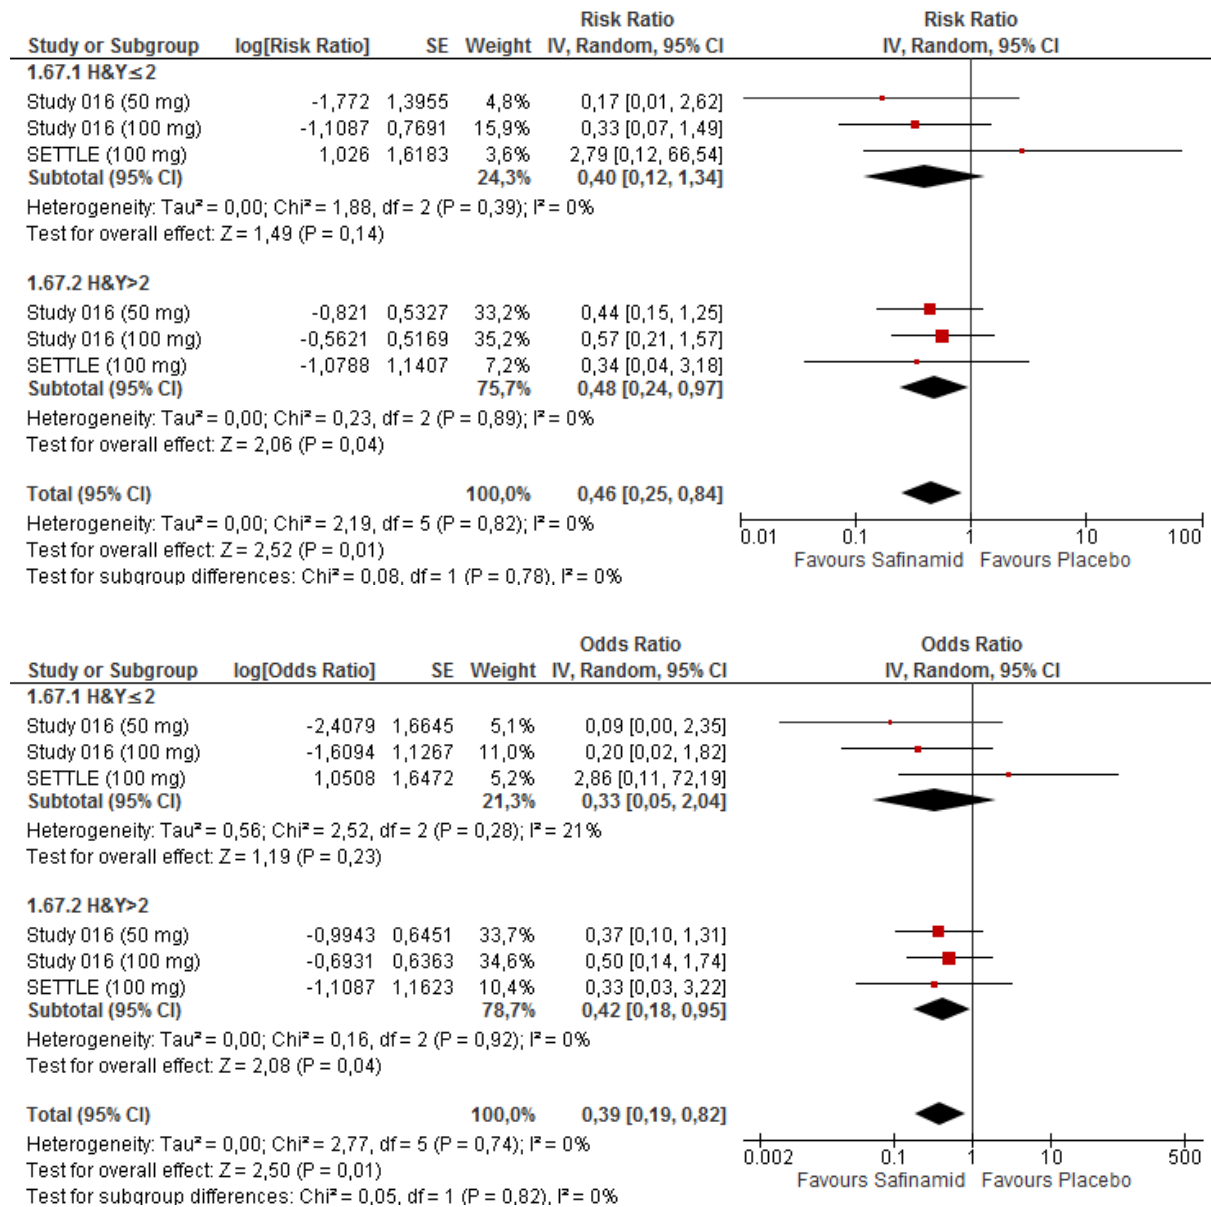 Risk Ratio Risk Ratio
Study or Subgroup log[Risk Ratio] SE Weight IV, Random, 95% CI IV, Random, 95% CI
1.67.1 H&Y≤2
Study 016 (50 mg) -1,772 1,3955 4,8% 0,17 [0,01, 2,62]
Study 016 (100 mg) -1,1087 0,7691 15,9% 0,33 [0,07, 1,49]
SETTLE (100 mg) 1,026 1,6183 3,6% 2,79 [0,12, 66,54]
Subtotal (95% CI) 24,3% 0,40 [0,12, 1,34]
Heterogeneity: Tau² = 0,00; Chi² = 1,88, df = 2 (P = 0,39); I² = 0%
Test for overall effect: Z = 1,49 (P = 0,14)
1.67.2 H&Y>2
Study 016 (50 mg) -0,821 0,5327 33,2% 0,44 [0,15, 1,25]
Study 016 (100 mg) -0,5621 0,5169 35,2% 0,57 [0,21, 1,57]
SETTLE (100 mg) -1,0788 1,1407 7,2% 0,34 [0,04, 3,18]
Subtotal (95% CI) 75,7% 0,48 [0,24, 0,97]
Heterogeneity: Tau² = 0,00; Chi² = 0,23, df = 2 (P = 0,89); I² = 0%
Test for overall effect: Z = 2,06 (P = 0,04)
Total (95% CI) 100,0% 0,46 [0,25, 0,84]
Heterogeneity: Tau² = 0,00; Chi² = 2,19, df = 5 (P = 0,82); I² = 0%
Test for overall effect: Z = 2,52 (P = 0,01)
Test for subgroup differences: Chi² = 0,08, df = 1 (P = 0,78), I² = 0%
0.01 0.1 1 10 100
Favours Safinamid Favours Placebo
Odds Ratio Odds Ratio
Study or Subgroup log[Odds Ratio] SE Weight IV, Random, 95% CI IV, Random, 95% CI
1.67.1 H&Y≤2
Study 016 (50 mg) -2,4079 1,6645 5,1% 0,09 [0,00, 2,35]
Study 016 (100 mg) -1,6094 1,1267 11,0% 0,20 [0,02, 1,82]
SETTLE (100 mg) 1,0508 1,6472 5,2% 2,86 [0,11, 72,19]
Subtotal (95% CI) 21,3% 0,33 [0,05, 2,04]
Heterogeneity: Tau² = 0,56; Chi² = 2,52, df = 2 (P = 0,28); I² = 21%
Test for overall effect: Z = 1,19 (P = 0,23)
1.67.2 H&Y>2
Study 016 (50 mg) -0,9943 0,6451 33,7% 0,37 [0,10, 1,31]
Study 016 (100 mg) -0,6931 0,6363 34,6% 0,50 [0,14, 1,74]
SETTLE (100 mg) -1,1087 1,1623 10,4% 0,33 [0,03, 3,22]
Subtotal (95% CI) 78,7% 0,42 [0,18, 0,95]
Heterogeneity: Tau² = 0,00; Chi² = 0,16, df = 2 (P = 0,92); I² = 0%
Test for overall effect: Z = 2,08 (P = 0,04)
Total (95% CI) 100,0% 0,39 [0,19, 0,82]
Heterogeneity: Tau² = 0,00; Chi² = 2,77, df = 5 (P = 0,74); I² = 0%
Test for overall effect: Z = 2,50 (P = 0,01)
Test for subgroup differences: Chi² = 0,05, df = 1 (P = 0,82), I² = 0%
0.002 0.1 1 10 500
Favours Safinamid Favours Placebo